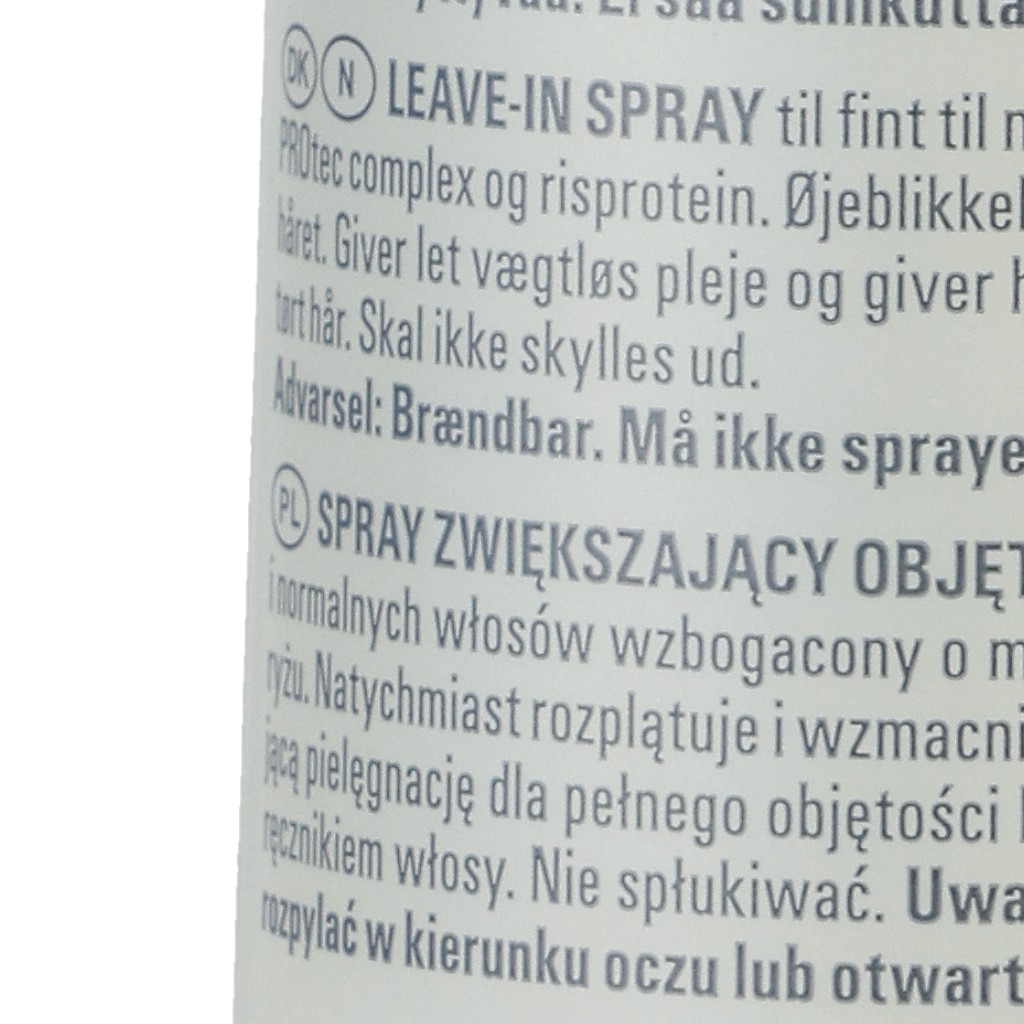 DK N LEAVE-IN SPRAY til fint til
PROtec complex og risprotein. Øjeblikkel
håret. Giver let vægtløs pleje og giver h
tørt hår. Skal ikke skylles ud.
Advarsel: Brændbar. Må ikke spraye
PL SPRAY ZWIĘKSZAJĄCY OBJĘT
i normalnych włosów wzbogacony o m
ryżu. Natychmiast rozplątuje i wzmacni
jącą pielęgnację dla pełnego objętości
ręcznikiem włosy. Nie spłukiwać. Uwa
rozpylać w kierunku oczu lub otwart